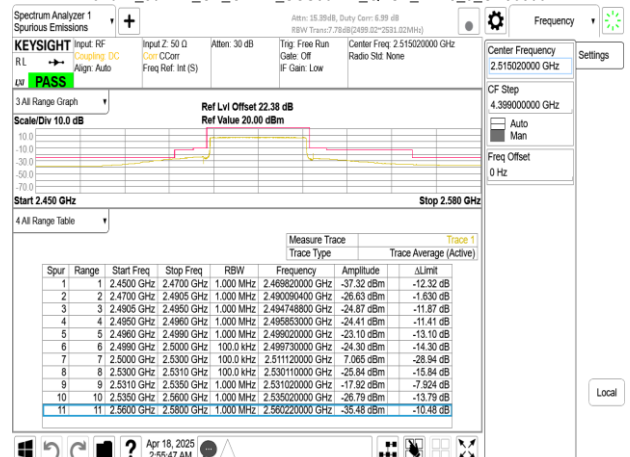 Spectrum Analyzer 1
Spurious Emissions
Attn: 15.39dB, Duty Corr: 6.99 dB
RBW Trans:7.78dB(2499.02~2531.02MHz)
Frequency
KEYSIGHT Input: RF Input Z: 50 Ω Atten: 30 dB Trig: Free Run Center Freq: 2.515020000 GHz
RL Coupling: DC Corr CCorr Gate: Off Radio Std: None
Align: Auto Freq Ref: Int (S) IF Gain: Low
LXI PASS
Center Frequency
2.515020000 GHz
Settings
CF Step
4.399000000 GHz
Auto
Man
Freq Offset
0 Hz
3 All Range Graph
Ref Lvl Offset 22.38 dB
Scale/Div 10.0 dB Ref Value 20.00 dBm
10.0
-10.0
-30.0
-50.0
-70.0
Start 2.450 GHz Stop 2.580 GHz
4 All Range Table
Measure Trace Trace 1
Trace Type Trace Average (Active)
Spur Range Start Freq Stop Freq RBW Frequency Amplitude ΔLimit
1 1 2.4500 GHz 2.4700 GHz 1.000 MHz 2.469820000 GHz -37.32 dBm -12.32 dB
2 2 2.4700 GHz 2.4905 GHz 1.000 MHz 2.490090400 GHz -26.63 dBm -1.630 dB
3 3 2.4905 GHz 2.4950 GHz 1.000 MHz 2.494748800 GHz -24.87 dBm -11.87 dB
4 4 2.4950 GHz 2.4960 GHz 1.000 MHz 2.495853000 GHz -24.41 dBm -11.41 dB
5 5 2.4960 GHz 2.4990 GHz 1.000 MHz 2.499020000 GHz -23.10 dBm -13.10 dB
6 6 2.4990 GHz 2.5000 GHz 100.0 kHz 2.499730000 GHz -24.30 dBm -14.30 dB
7 7 2.5000 GHz 2.5300 GHz 100.0 kHz 2.511120000 GHz 7.065 dBm -28.94 dB
8 8 2.5300 GHz 2.5310 GHz 100.0 kHz 2.530110000 GHz -25.84 dBm -15.84 dB
9 9 2.5310 GHz 2.5350 GHz 1.000 MHz 2.531020000 GHz -17.92 dBm -7.924 dB
10 10 2.5350 GHz 2.5600 GHz 1.000 MHz 2.535020000 GHz -26.79 dBm -13.79 dB
11 11 2.5600 GHz 2.5800 GHz 1.000 MHz 2.560220000 GHz -35.48 dBm -10.48 dB
Local
Apr 18, 2025
2:55:47 AM